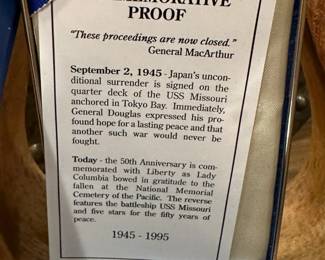 PROOF
"These proceedings are now closed."
General MacArthur
September 2, 1945 - Japan's uncon-
ditional surrender is signed on the
quarter deck of the USS Missouri
anchored in Tokyo Bay. Immediately,
General Douglas expressed his pro-
found hope for a lasting peace and that
another such war would never be
fought.
Today - the 50th Anniversary is com-
memorated with Liberty as Lady
Columbia bowed in gratitude to the
fallen at the National Memorial
Cemetery of the Pacific. The reverse
features the battleship USS Missouri
and five stars for the fifty years of
peace.
1945 - 1995